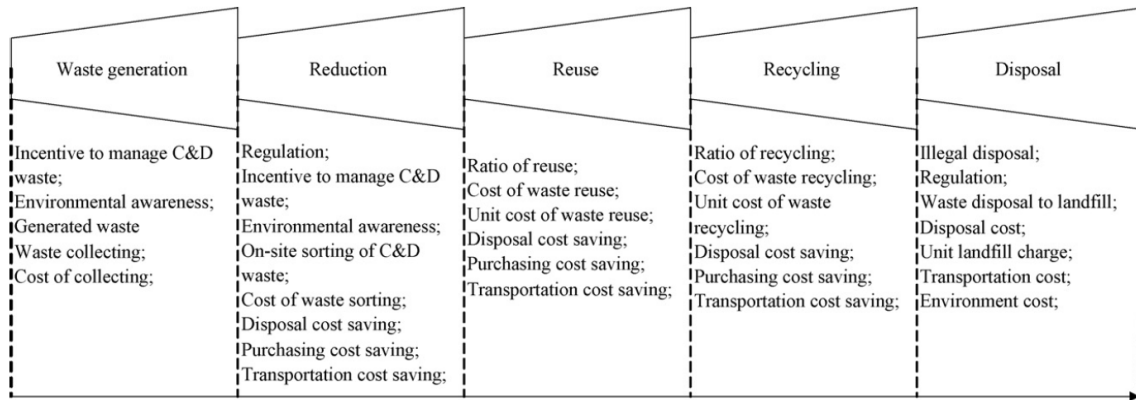 Waste generation
Reduction
Reuse
Recycling
Disposal
Incentive to manage C&D
waste;
Environmental awareness;
Generated waste
Waste collecting;
Cost of collecting;
Regulation;
Incentive to manage C&D
waste;
Environmental awareness;
On-site sorting of C&D
waste;
Cost of waste sorting;
Disposal cost saving;
Purchasing cost saving;
Transportation cost saving;
Ratio of reuse;
Cost of waste reuse;
Unit cost of waste reuse;
Disposal cost saving;
Purchasing cost saving;
Transportation cost saving;
Ratio of recycling;
Cost of waste recycling;
Unit cost of waste
recycling;
Disposal cost saving;
Purchasing cost saving;
Transportation cost saving;
Illegal disposal;
Regulation;
Waste disposal to landfill;
Disposal cost;
Unit landfill charge;
Transportation cost;
Environment cost;